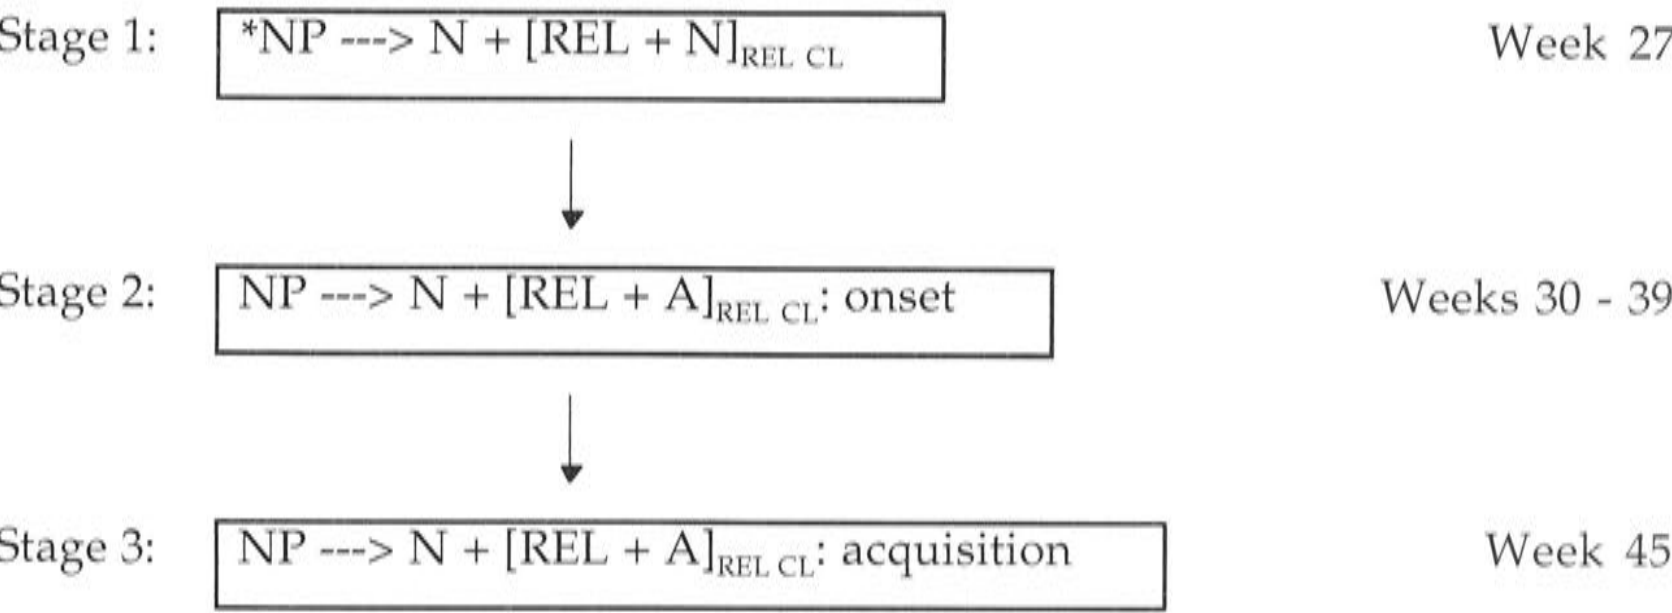 Stage 1: *NP ---> N + [REL + N]REL CL Week 27
Stage 2: NP ---> N + [REL + A]REL CL: onset Weeks 30 - 39
Stage 3: NP ---> N + [REL + A]REL CL: acquisition Week 45